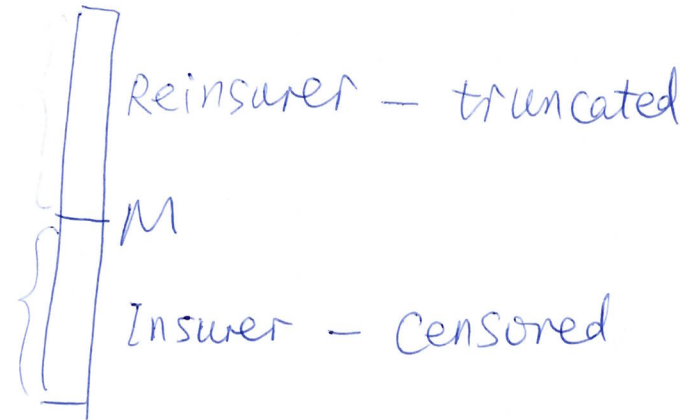 Reinsurer – truncated
M
Insurer – Censored